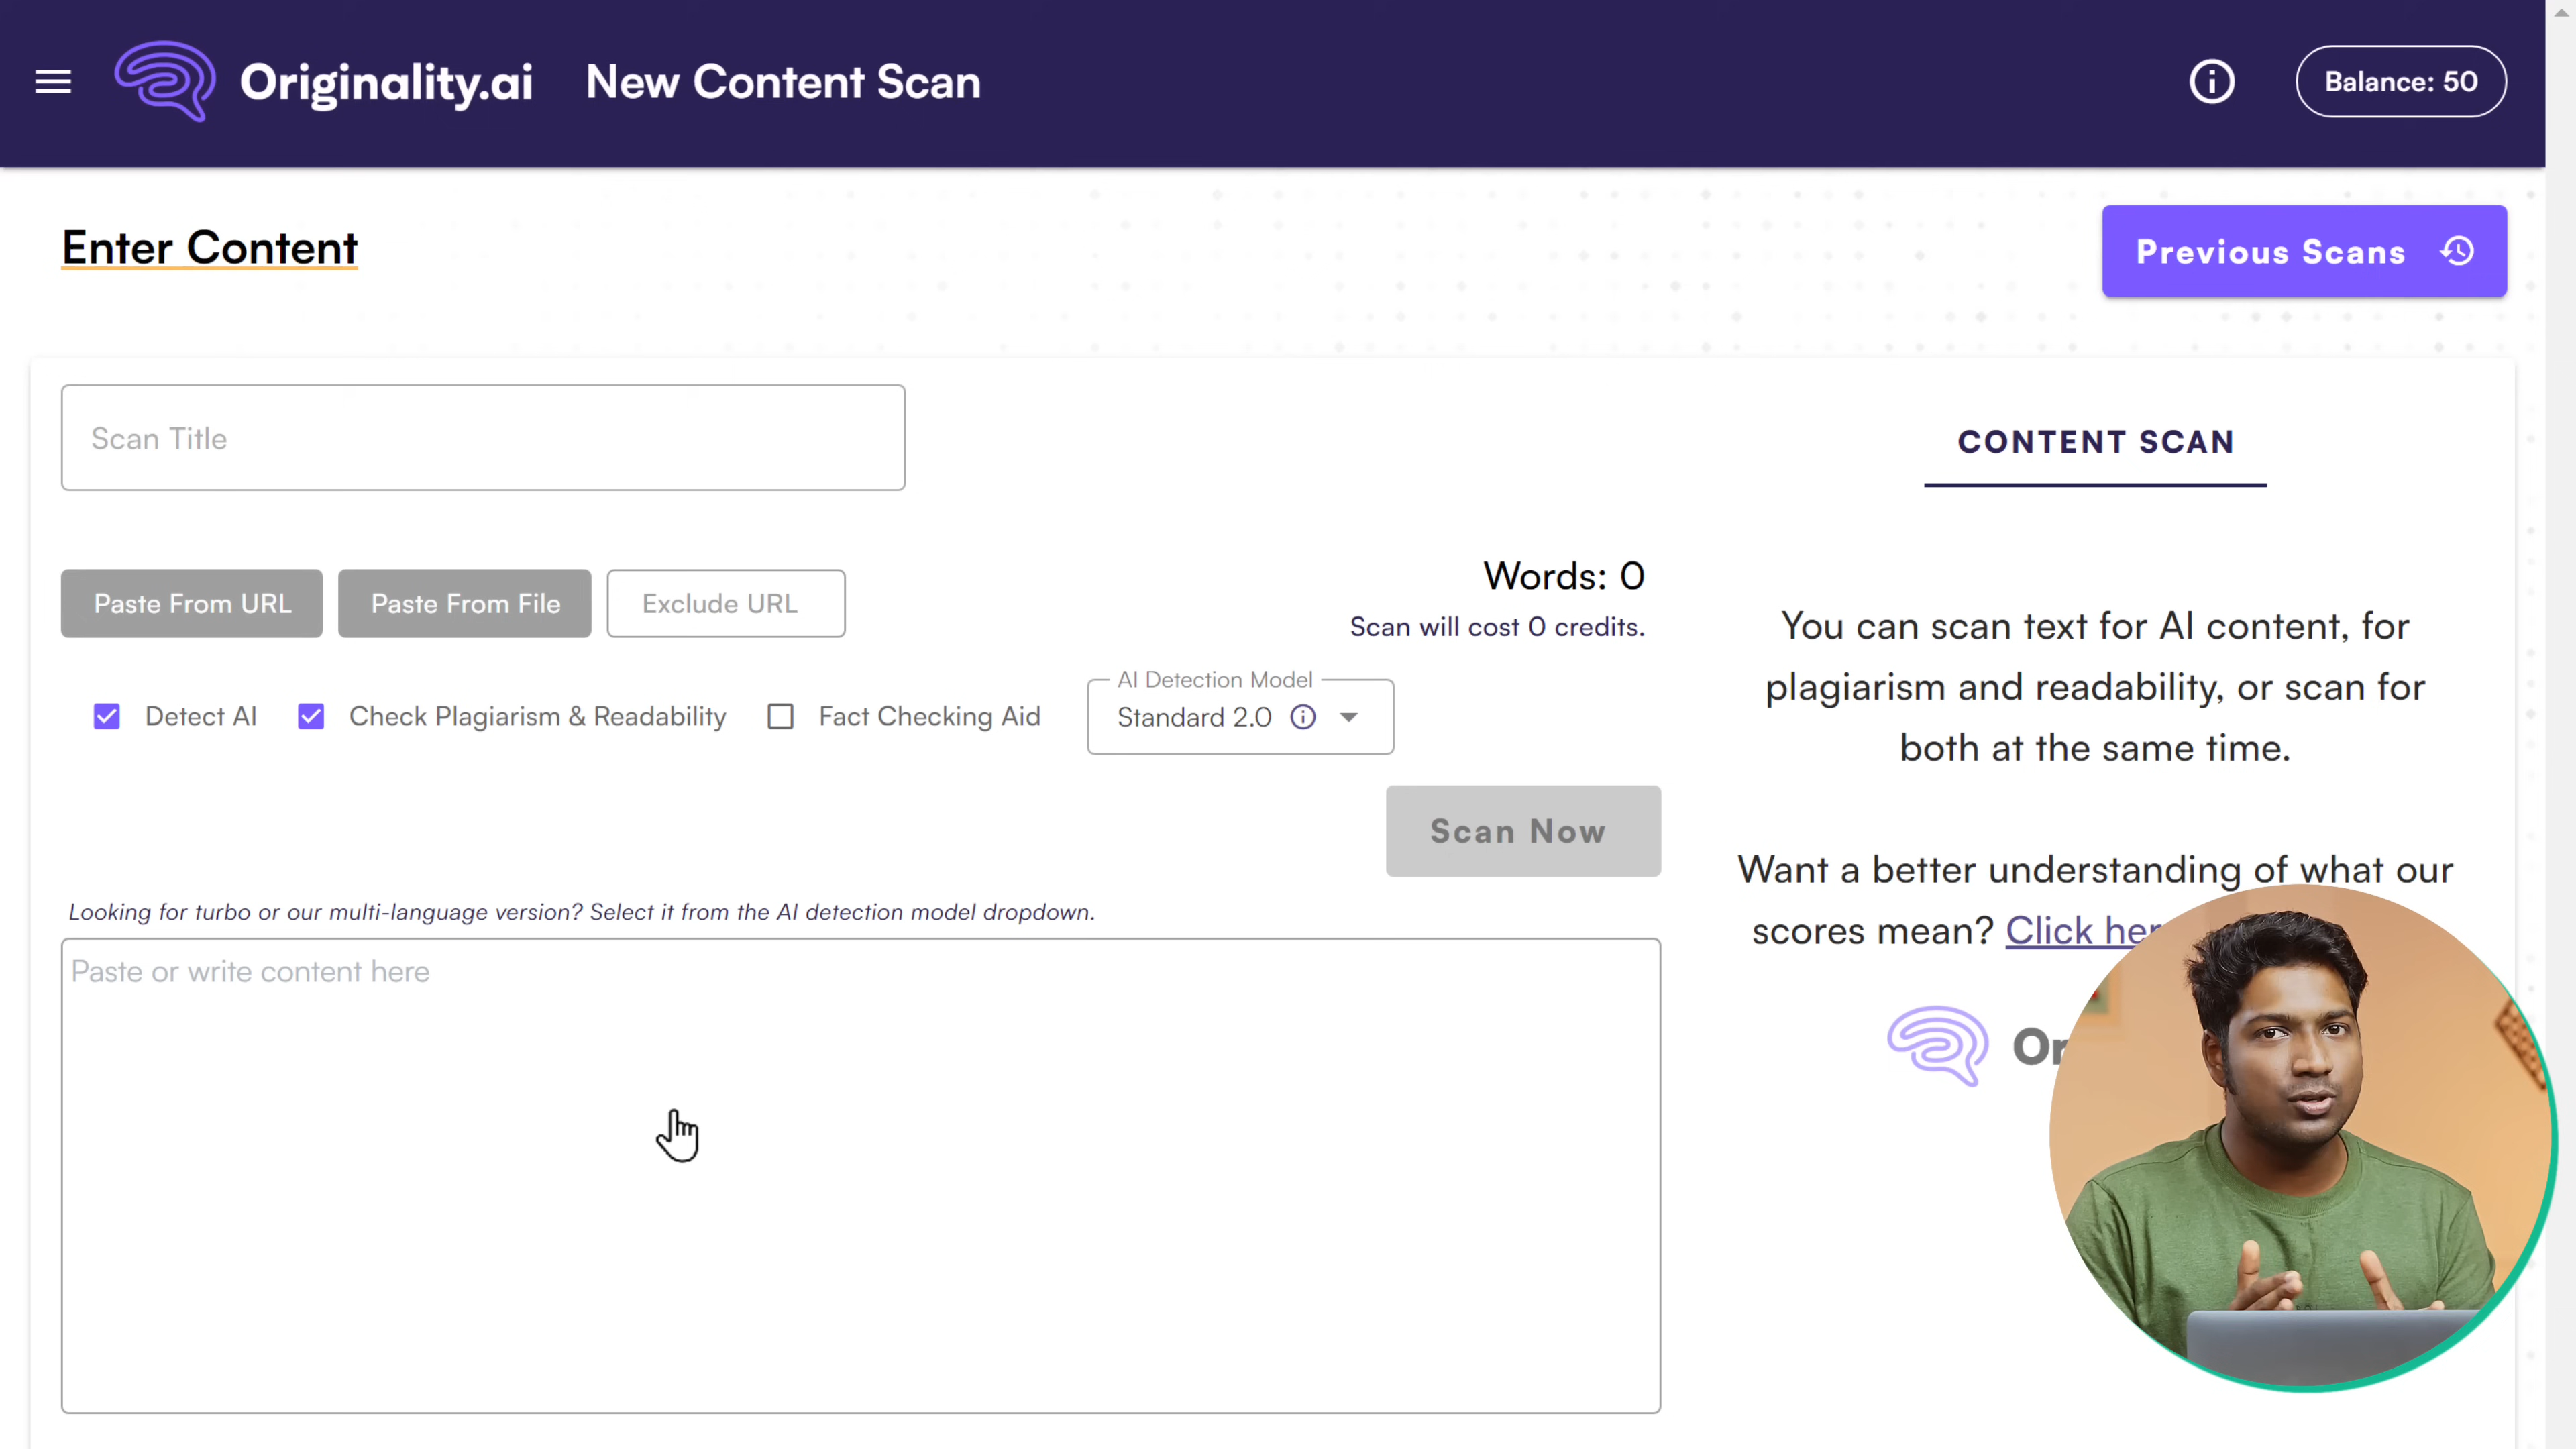 Originality.ai
New Content Scan
Balance: 50
Enter Content
Previous Scans
Scan Title
CONTENT SCAN
Words: 0
Scan will cost 0 credits.
Paste From URL
Paste From File
Exclude URL
Detect AI
Check Plagiarism & Readability
Fact Checking Aid
AI Detection Model
Standard 2.0
Scan Now
You can scan text for AI content, for
plagiarism and readability, or scan for
both at the same time.
Want a better understanding of what our
scores mean? Click her
Or
Looking for turbo or our multi-language version? Select it from the AI detection model dropdown.
Paste or write content here